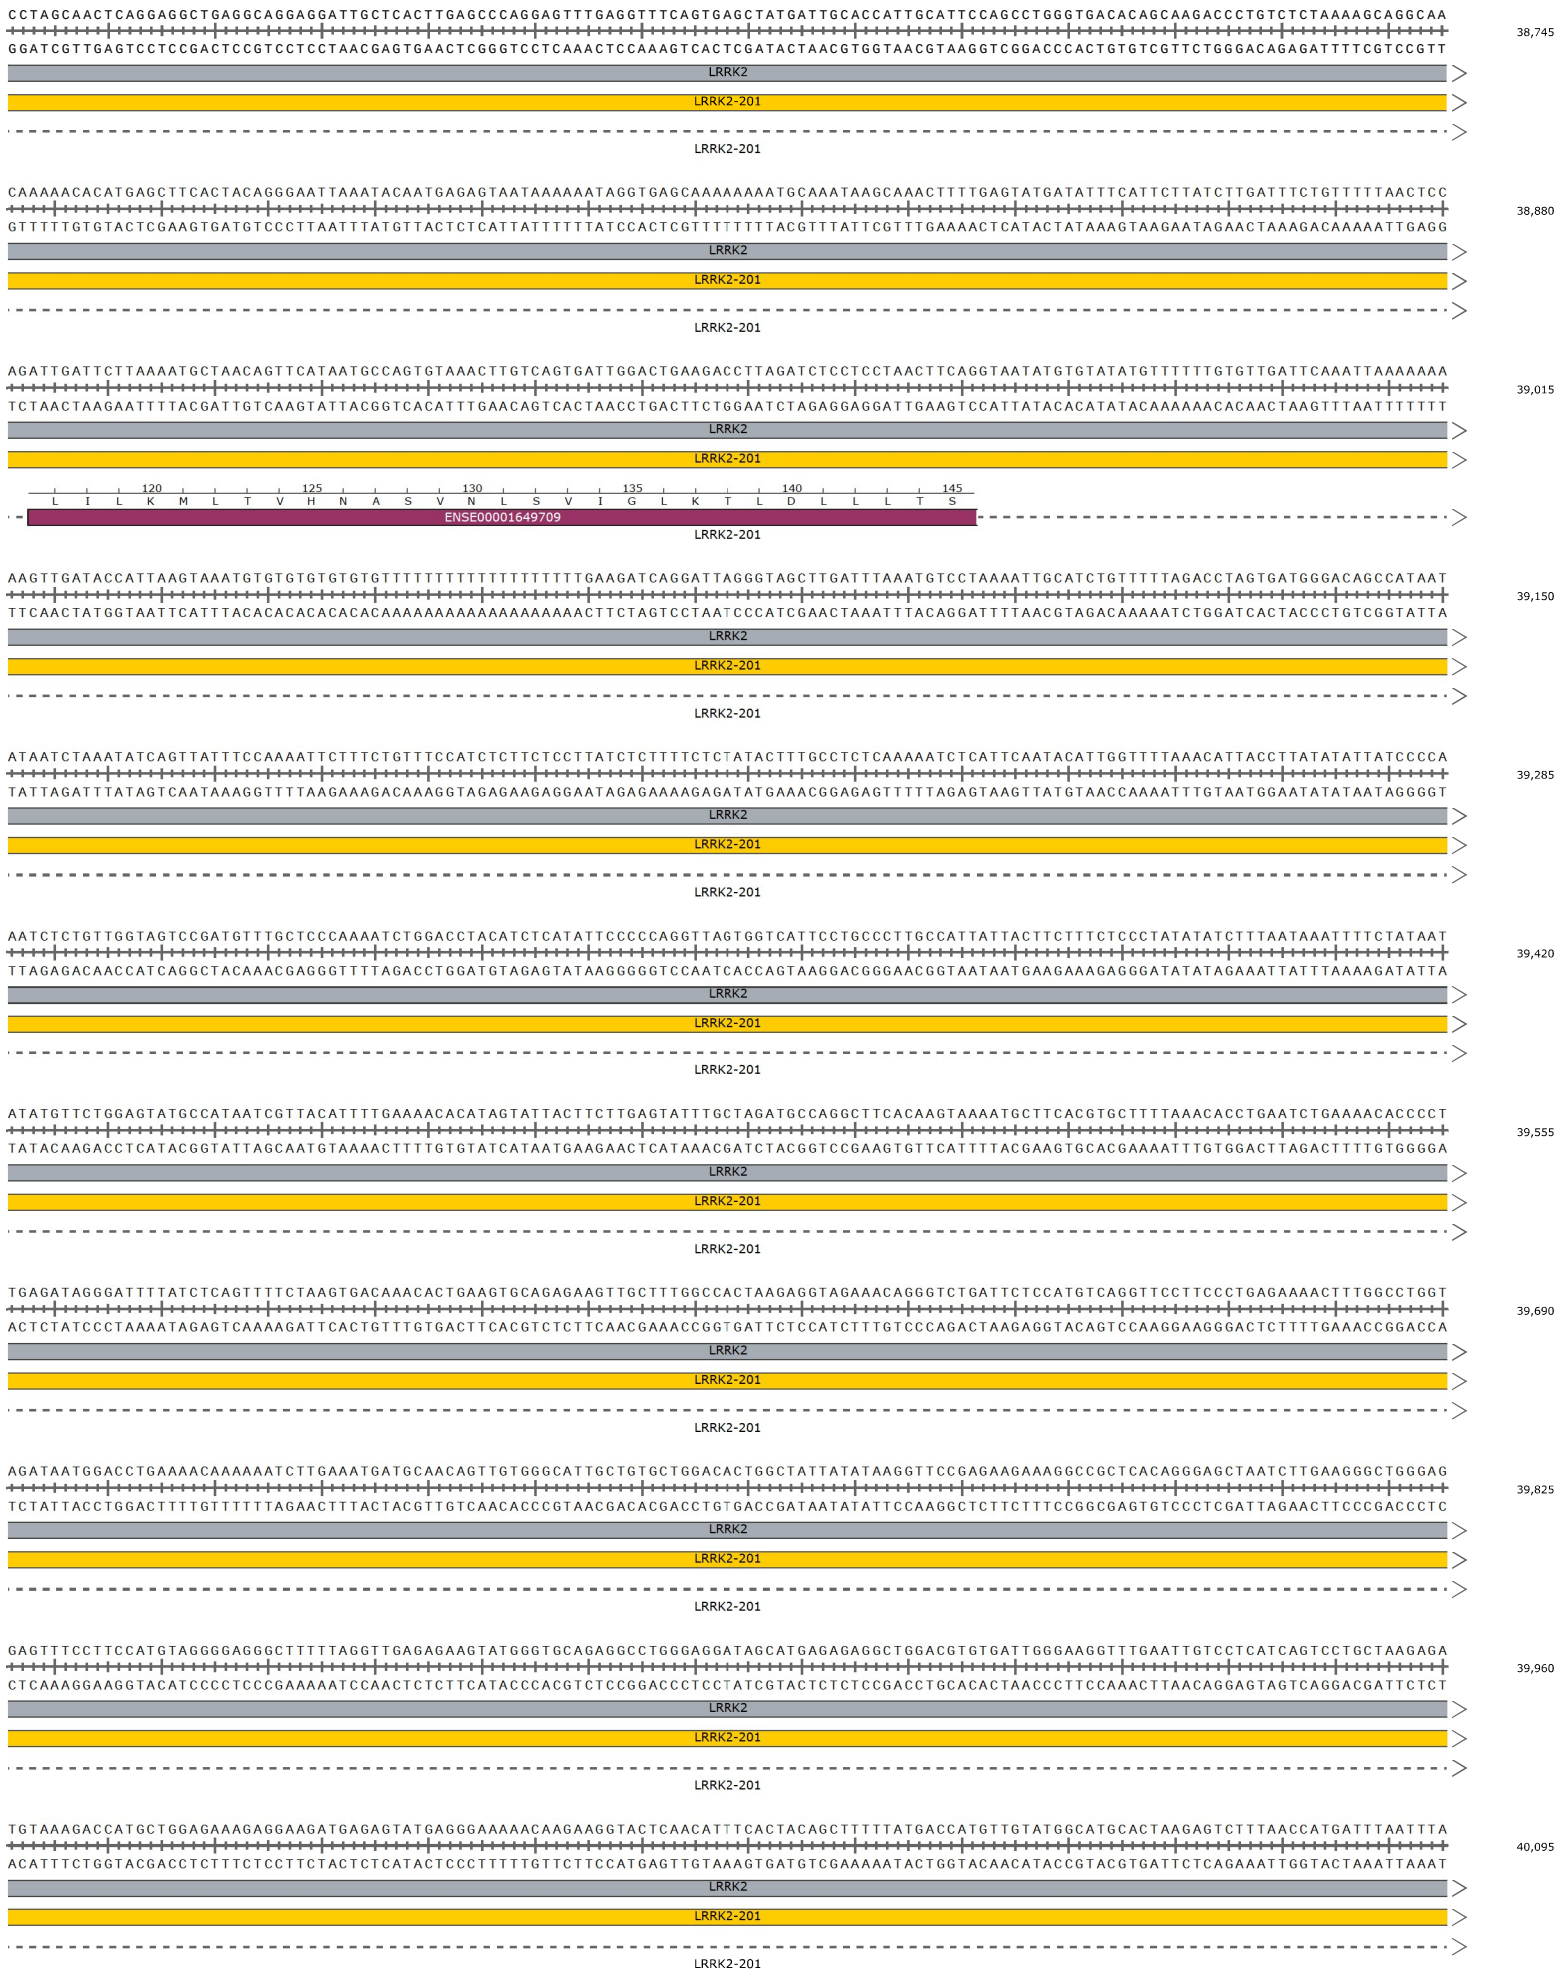 CCTAGCAACTCAGGAGGCTGAGGCAGGAGGATTGCTCACTTGAGCCCAGGAGTTTGAGGTTTCAGTGAGCTATGATTGCACCATTGCATTCCAGCCTGGGTGACACAGCAAGACCCTGTCTCTAAAAGCAGGCAA
38,745
GGATCGTTGAGTCCTCCGACTCCGTCCTCCTAACGAGTGAACTCGGGTCCTCAAACTCCAAAGTCACTCGATACTAACGTGGTAACGTAAGGTCGGACCCACTGTGTCGTTCTGGGACAGAGATTTTCGTCCGTT
LRRK2
LRRK2-201
LRRK2-201
CAAAAACACATGAGCTTCACTACAGGGAATTAAATACAATGAGAGTAATAAAAAATAGGTGAGCAAAAAAAATGCAAATAAGCAAACTTTTGAGTATGATATTTCATTCTTATCTTGATTTCTGTTTTTAACTCC
38,880
GTTTTTGTGTACTCGAAGTGATGTCCCTTAATTTATGTTACTCTCATTATTTTTTATCCACTCGTTTTTTTTACGTTTATTCGTTTGAAAACTCATACTATAAAGTAAGAATAGAACTAAAGACAAAAATTGAGG
LRRK2
LRRK2-201
LRRK2-201
AGATTGATTCTTAAAATGCTAACAGTTCATAATGCCAGTGTAAACTTGTCAGTGATTGGACTGAAGACCTTAGATCTCCTCCTAACTTCAGGTAATATGTGTATATGTTTTTTGTGTTGATTCAAATTAAAAAAA
39,015
TCTAACTAAGAATTTTACGATTGTCAAGTATTACGGTCACATTTGAACAGTCACTAACCTGACTTCTGGAATCTAGAGGAGGATTGAAGTCCATTATACACATATACAAAAAACACAACTAAGTTTAATTTTTTT
LRRK2
LRRK2-201
120 125 130 135 140 145
L I L K M L T V H N A S V N L S V I G L K T L D L L L T S
ENSE00001649709
LRRK2-201
AAGTTGATACCATTAAGTAAATGTGTGTGTGTGTGTTTTTTTTTTTTTTTTTTTGAAGATCAGGATTAGGGTAGCTTGATTTAAATGTCCTAAAATTGCATCTGTTTTTAGACCTAGTGATGGGACAGCCATAAT
39,150
TTCAACTATGGTAATTCATTTACACACACACACACAAAAAAAAAAAAAAAAAAACTTCTAGTCCTAATCCCATCGAACTAAATTTACAGGATTTTAACGTAGACAAAAATCTGGATCACTACCCTGTCGGTATTA
LRRK2
LRRK2-201
LRRK2-201
ATAATCTAAATATCAGTTATTTCCAAAATTCTTTCTGTTTCCATCTCTTCTCCTTATCTCTTTTCTCTATACTTTGCCTCTCAAAAATCTCATTCAATACATTGGTTTTAAACATTACCTTATATATTATCCCCA
39,285
TATTAGATTTATAGTCAATAAAGGTTTTAAGAAAGACAAAGGTAGAGAAGAGGAATAGAGAAAAGAGATATGAAACGGAGAGTTTTTAGAGTAAGTTATGTAACCAAAATTTGTAATGGAATATATAATAGGGGT
LRRK2
LRRK2-201
LRRK2-201
AATCTCTGTTGGTAGTCCGATGTTTGCTCCCAAAATCTGGACCTACATCTCATATTCCCCCAGGTTAGTGGTCATTCCTGCCCTTGCCATTATTACTTCTTTCTCCCTATATATCTTTAATAAATTTTCTATAAT
39,420
TTAGAGACAACCATCAGGCTACAAACGAGGGTTTTAGACCTGGATGTAGAGTATAAGGGGGTCCAATCACCAGTAAGGACGGGAACGGTAATAATGAAGAAAGAGGGATATATAGAAATTATTTAAAAGATATTA
LRRK2
LRRK2-201
LRRK2-201
ATATGTTCTGGAGTATGCCATAATCGTTACATTTTGAAAACACATAGTATTACTTCTTGAGTATTTGCTAGATGCCAGGCTTCACAAGTAAAATGCTTCACGTGCTTTTAAACACCTGAATCTGAAAACACCCCT
39,555
TATACAAGACCTCATACGGTATTAGCAATGTAAAACTTTTGTGTATCATAATGAAGAACTCATAAACGATCTACGGTCCGAAGTGTTCATTTTACGAAGTGCACGAAAATTTGTGGACTTAGACTTTTGTGGGGA
LRRK2
LRRK2-201
LRRK2-201
TGAGATAGGGATTTTATCTCAGTTTTCTAAGTGACAAACACTGAAGTGCAGAGAAGTTGCTTTGGCCACTAAGAGGTAGAAACAGGGTCTGATTCTCCATGTCAGGTTCCTTCCCTGAGAAAACTTTGGCCTGGT
39,690
ACTCTATCCCTAAAATAGAGTCAAAAGATTCACTGTTTGTGACTTCACGTCTCTTCAACGAAACCGGTGATTCTCCATCTTTGTCCCAGACTAAGAGGTACAGTCCAAGGAAGGGACTCTTTTGAAACCGGACCA
LRRK2
LRRK2-201
LRRK2-201
AGATAATGGACCTGAAAACAAAAAATCTTGAAATGATGCAACAGTTGTGGGCATTGCTGTGCTGGACACTGGCTATTATATAAGGTTCCGAGAAGAAAGGCCGCTCACAGGGAGCTAATCTTGAAGGGCTGGGAG
39,825
TCTATTACCTGGACTTTTGTTTTTTAGAACTTTACTACGTTGTCAACACCCGTAACGACACGACCTGTGACCGATAATATATTCCAAGGCTCTTCTTTCCGGCGAGTGTCCCTCGATTAGAACTTCCCGACCCTC
LRRK2
LRRK2-201
LRRK2-201
GAGTTTCCTTCCATGTAGGGGAGGGCTTTTTAGGTTGAGAGAAGTATGGGTGCAGAGGCCTGGGAGGATAGCATGAGAGAGGCTGGACGTGTGATTGGGAAGGTTTGAATTGTCCTCATCAGTCCTGCTAAGAGA
39,960
CTCAAAGGAAGGTACATCCCCTCCCGAAAAATCCAACTCTCTTCATACCCACGTCTCCGGACCCTCCTATCGTACTCTCTCCGACCTGCACACTAACCCTTCCAAACTTAACAGGAGTAGTCAGGACGATTCTCT
LRRK2
LRRK2-201
LRRK2-201
TGTAAAGACCATGCTGGAGAAAGAGGAAGATGAGAGTATGAGGGAAAAACAAGAAGGTACTCAACATTTCACTACAGCTTTTTATGACCATGTTGTATGGCATGCACTAAGAGTCTTTAACCATGATTTAATTTA
40,095
ACATTTCTGGTACGACCTCTTTCTCCTTCTACTCTCATACTCCCTTTTTGTTCTTCCATGAGTTGTAAAGTGATGTCGAAAAATACTGGTACAACATACCGTACGTGATTCTCAGAAATTGGTACTAAATTAAAT
LRRK2
LRRK2-201
LRRK2-201